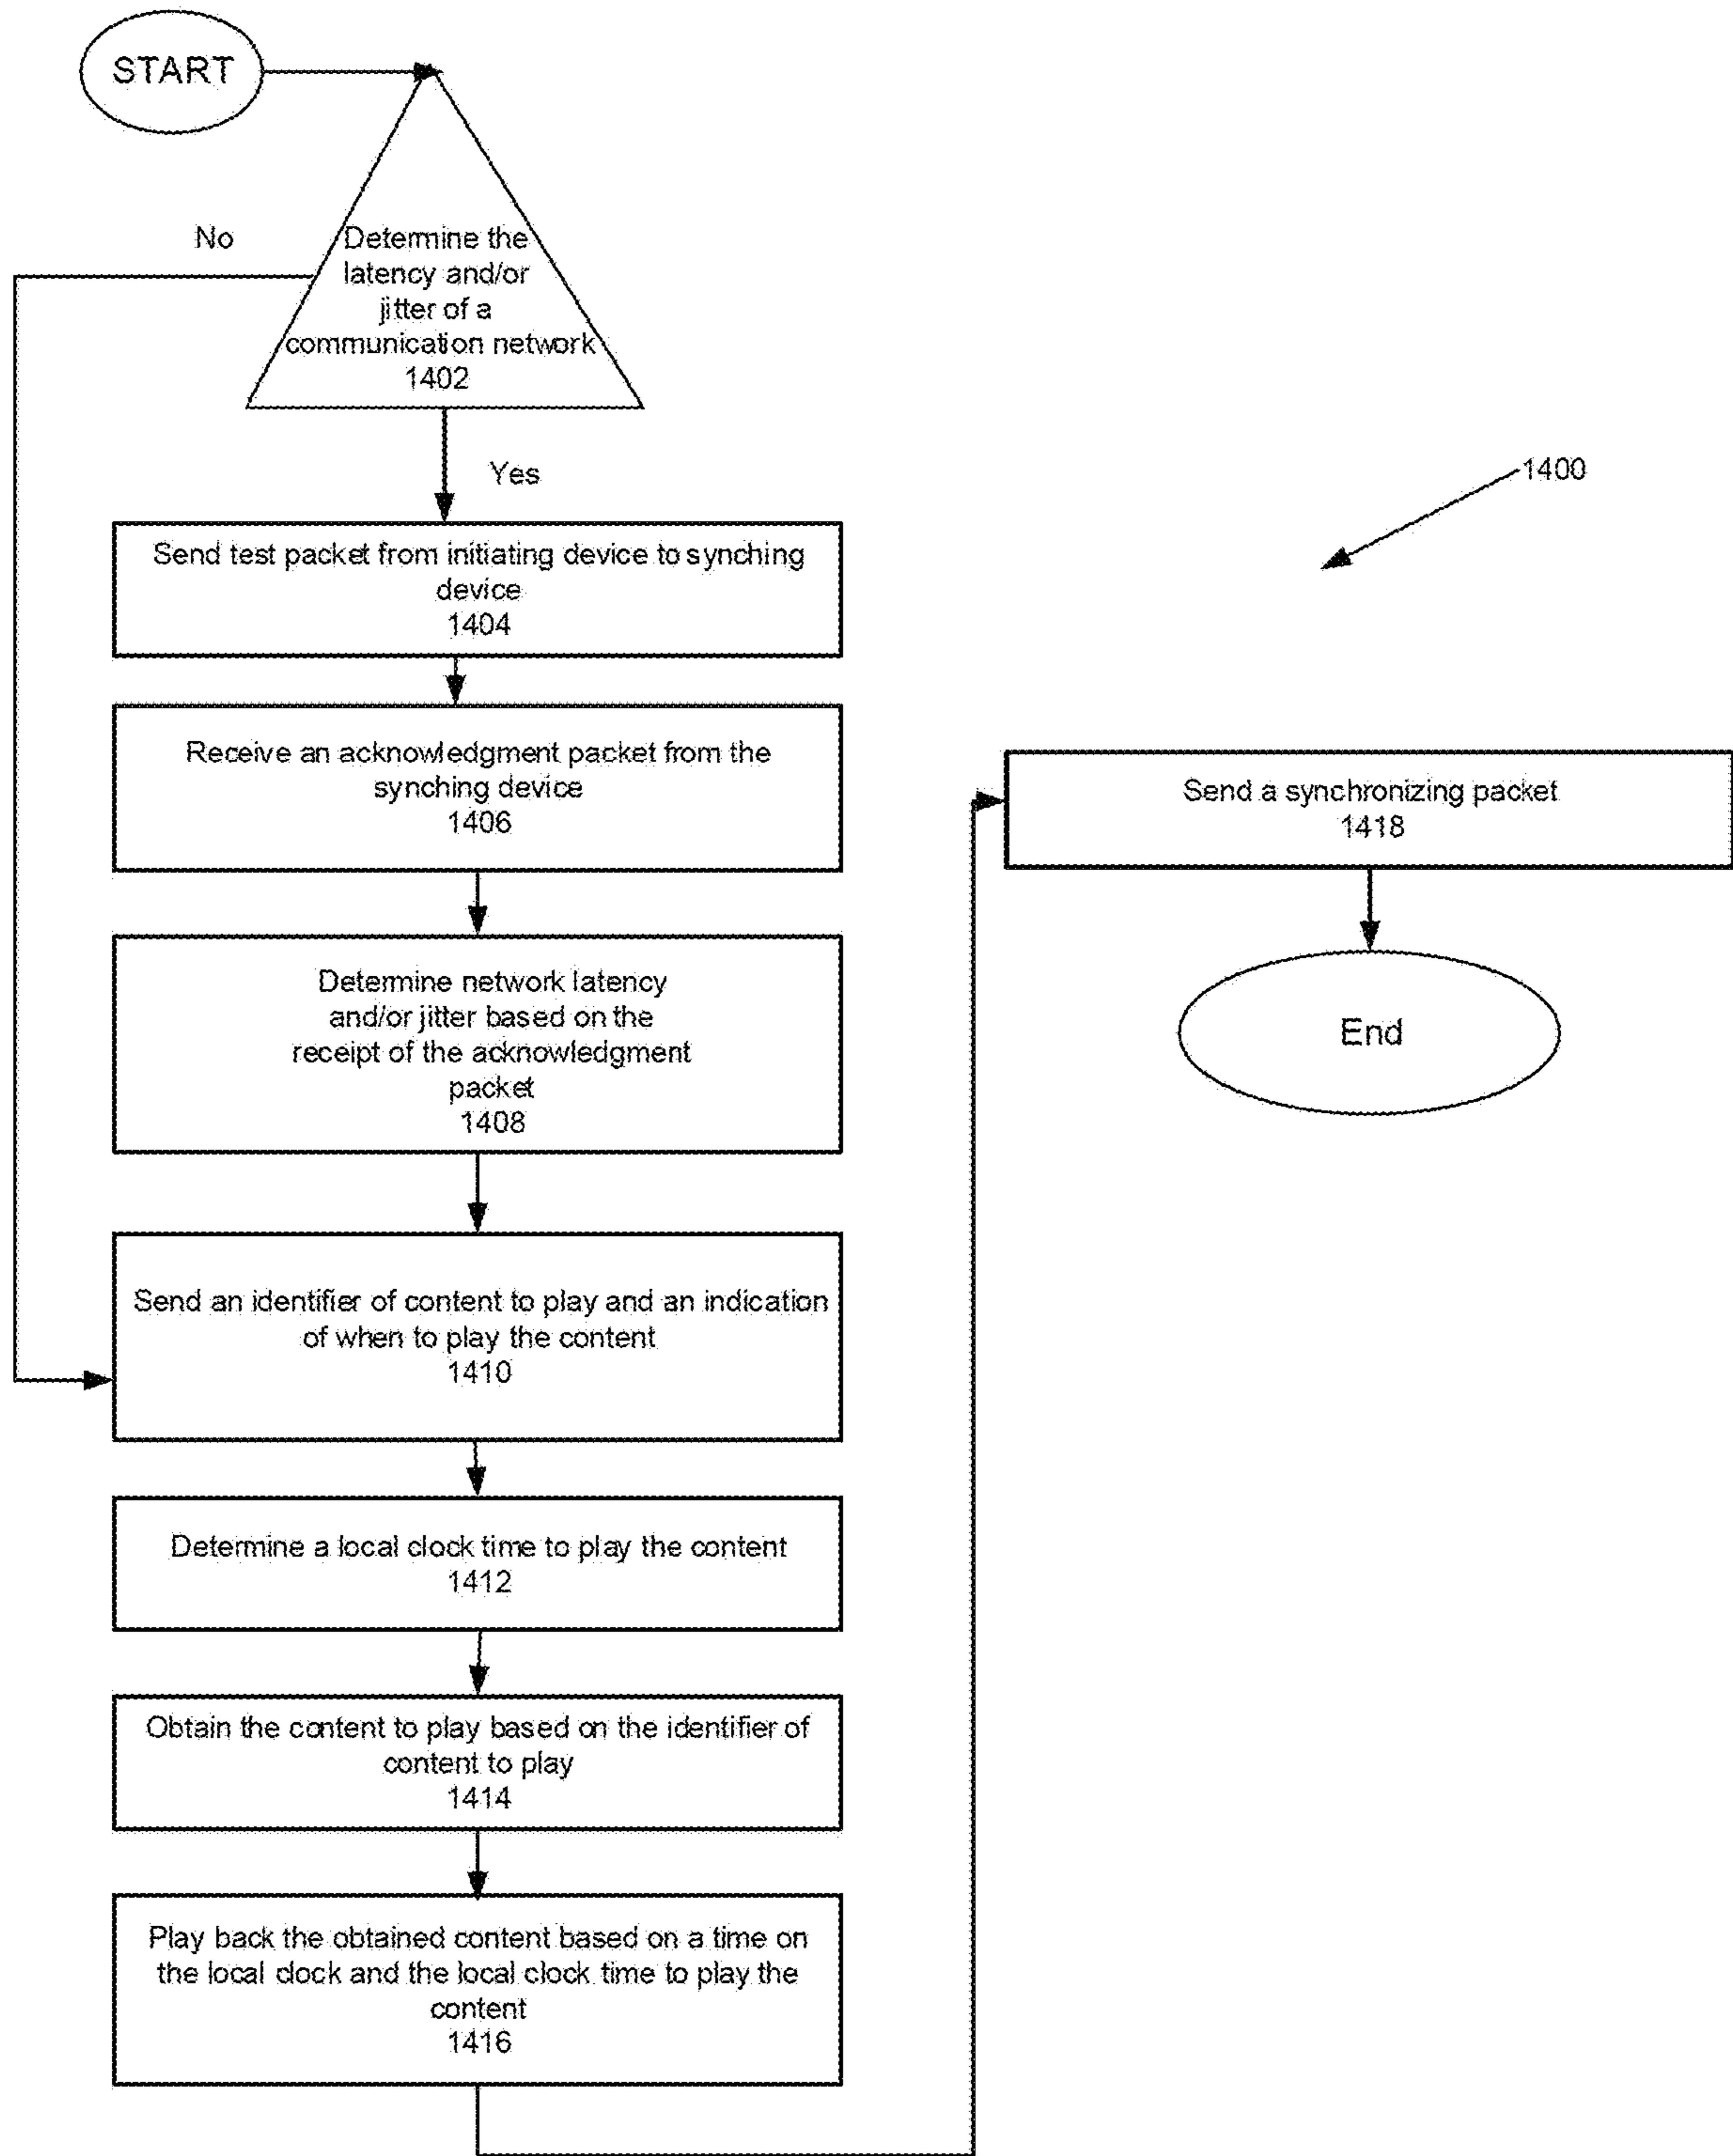 START
No
Determine the
latency and/or
jitter of a
communication network
1402
Yes
1400
Send test packet from initiating device to synching
device
1404
Receive an acknowledgment packet from the
synching device
1406
Determine network latency
and/or jitter based on the
receipt of the acknowledgment
packet
1408
Send an identifier of content to play and an indication
of when to play the content
1410
Determine a local clock time to play the content
1412
Obtain the content to play based on the identifier of
content to play
1414
Play back the obtained content based on a time on
the local clock and the local clock time to play the
content
1416
Send a synchronizing packet
1418
End